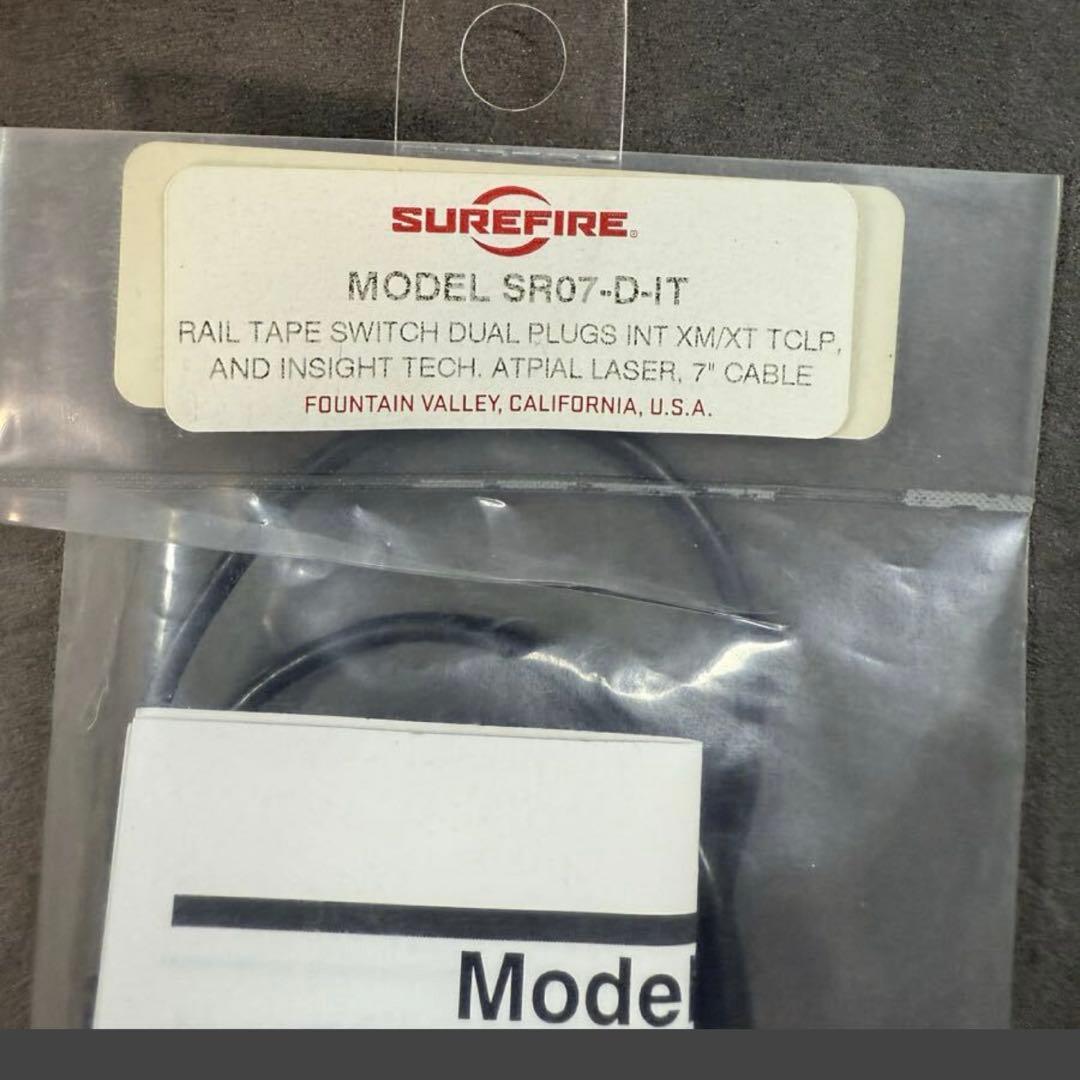 SUREFIRE®
MODEL SR07-D-IT
RAIL TAPE SWITCH DUAL PLUGS INT XM/XT TCLP,
AND INSIGHT TECH. ATPIAL LASER, 7" CABLE
FOUNTAIN VALLEY, CALIFORNIA, U.S.A.
Model